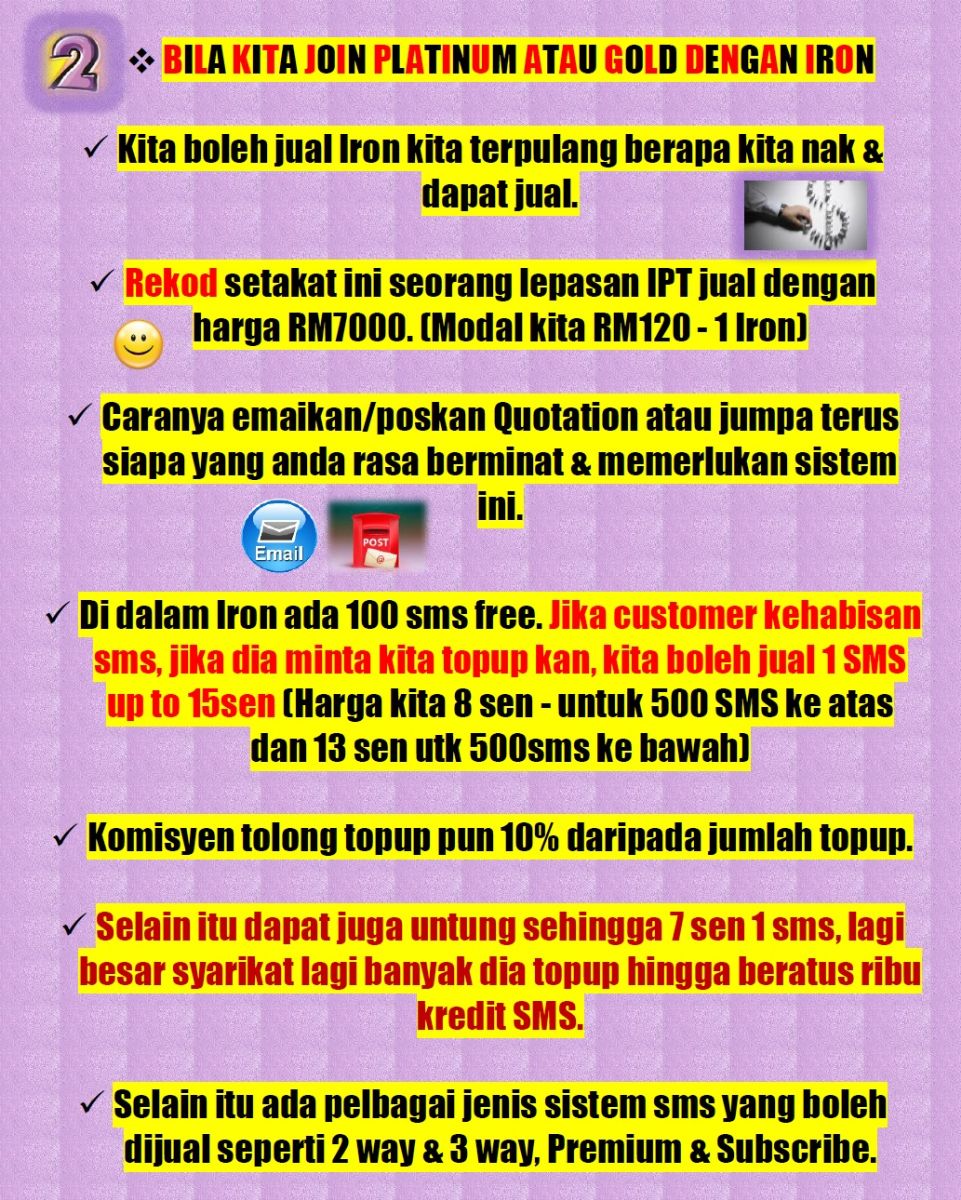 2
❖ BILA KITA JOIN PLATINUM ATAU GOLD DENGAN IRON
✓ Kita boleh jual Iron kita terpulang berapa kita nak &
dapat jual.
✓ Rekod setakat ini seorang lepasan IPT jual dengan
harga RM7000. (Modal kita RM120 - 1 Iron)
✓ Caranya emaikan/poskan Quotation atau jumpa terus
siapa yang anda rasa berminat & memerlukan sistem
ini.
Email
POST
@
✓ Di dalam Iron ada 100 sms free. Jika customer kehabisan
sms, jika dia minta kita topup kan, kita boleh jual 1 SMS
up to 15sen (Harga kita 8 sen - untuk 500 SMS ke atas
dan 13 sen utk 500sms ke bawah)
✓ Komisyen tolong topup pun 10% daripada jumlah topup.
✓ Selain itu dapat juga untung sehingga 7 sen 1 sms, lagi
besar syarikat lagi banyak dia topup hingga beratus ribu
kredit SMS.
✓ Selain itu ada pelbagai jenis sistem sms yang boleh
dijual seperti 2 way & 3 way, Premium & Subscribe.